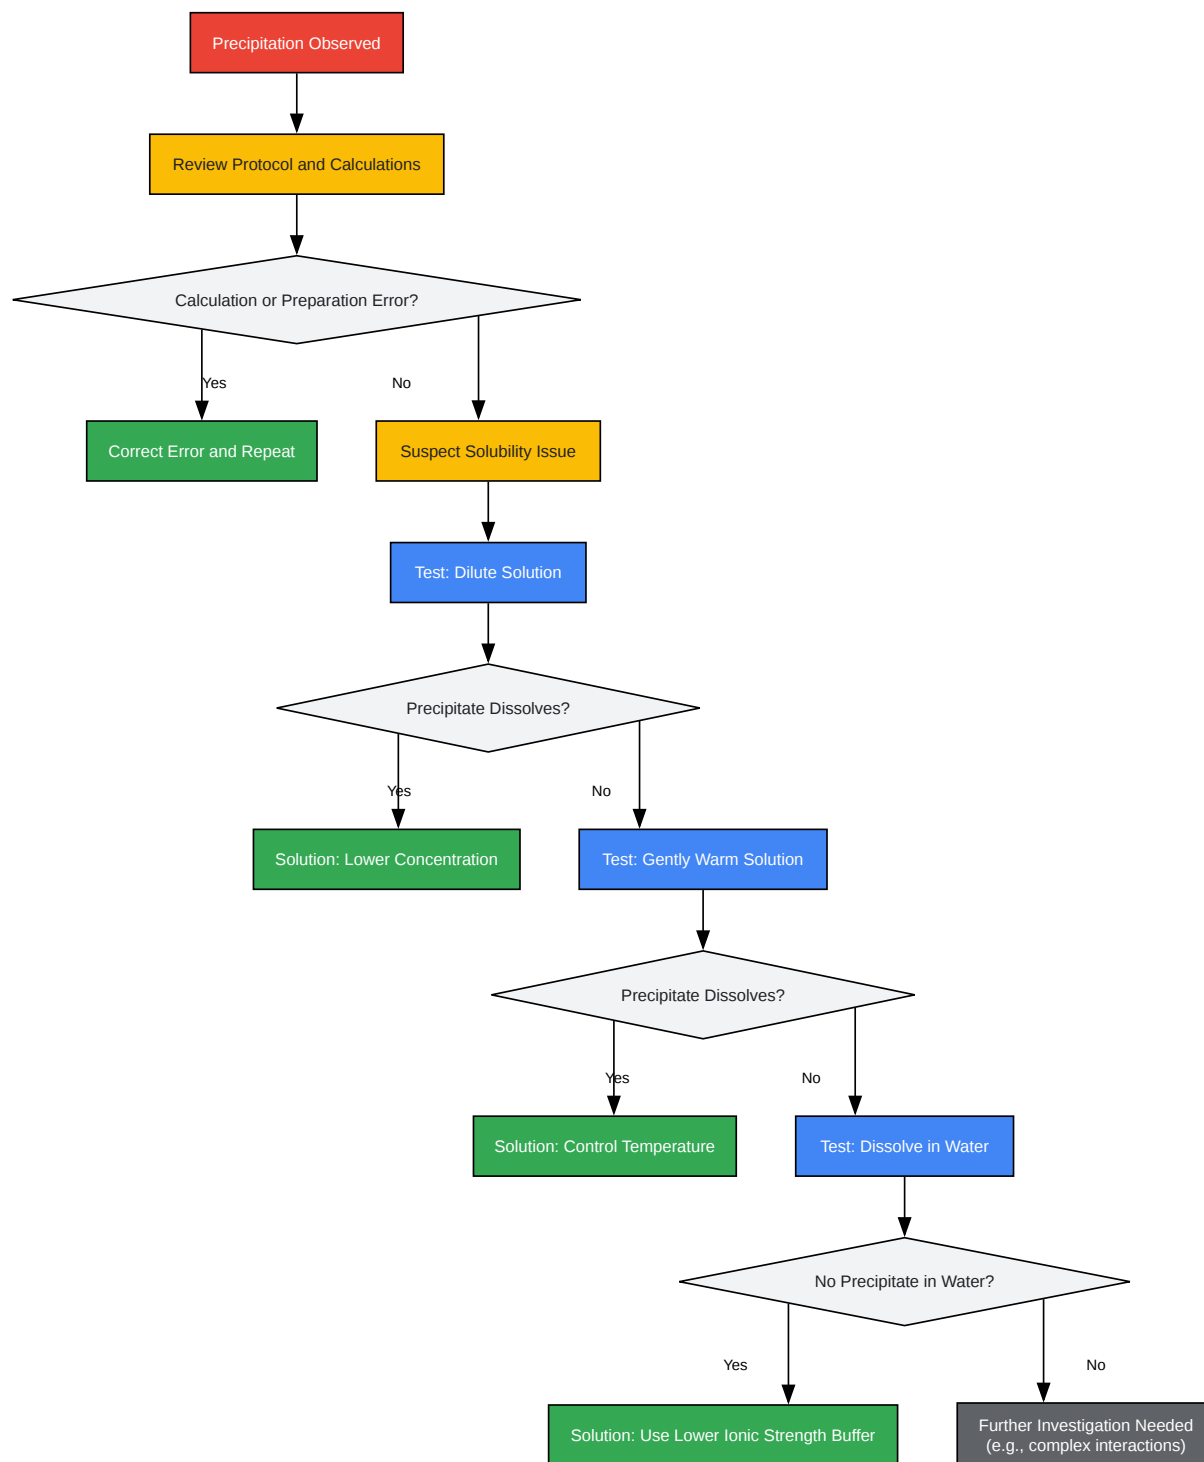 Precipitation Observed
Review Protocol and Calculations
Calculation or Preparation Error?
Yes
No
Correct Error and Repeat
Suspect Solubility Issue
Test: Dilute Solution
Precipitate Dissolves?
Yes
No
Solution: Lower Concentration
Test: Gently Warm Solution
Precipitate Dissolves?
Yes
No
Solution: Control Temperature
Test: Dissolve in Water
No Precipitate in Water?
Yes
No
Solution: Use Lower Ionic Strength Buffer
Further Investigation Needed
(e.g., complex interactions)